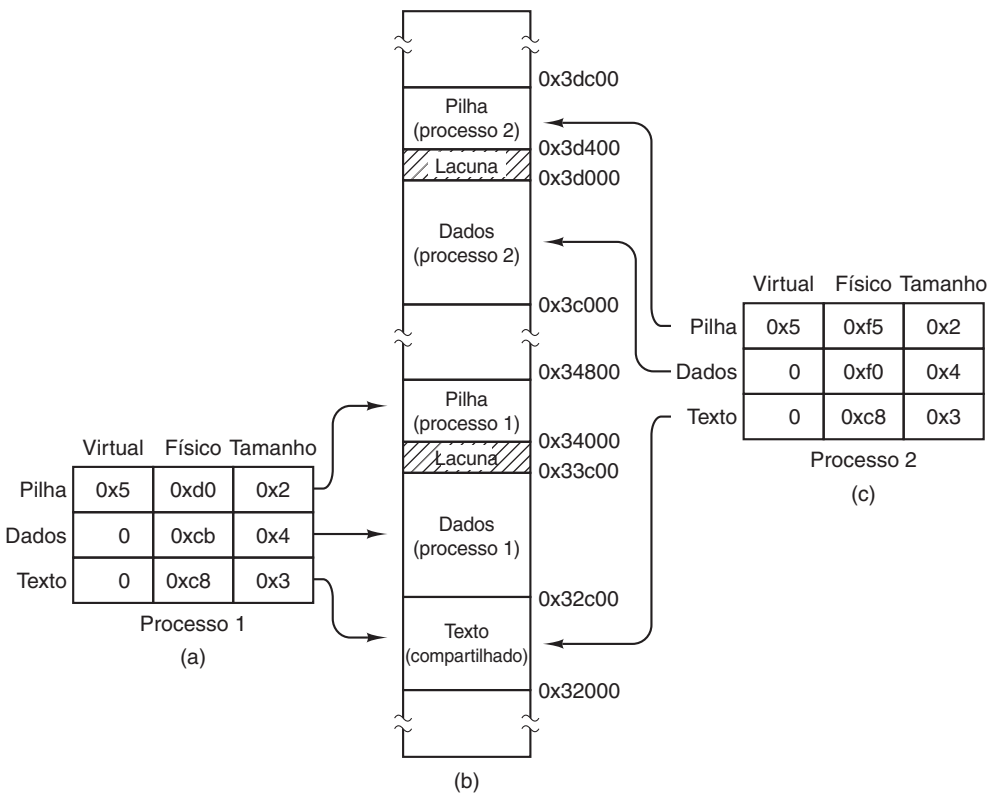 0x3dc00
Pilha
(processo 2)
0x3d400
Lacuna
0x3d000
Dados
(processo 2)
0x3c000
0x34800
Pilha
(processo 1)
0x34000
Lacuna
0x33c00
Dados
(processo 1)
0x32c00
Texto
(compartilhado)
0x32000
(b)
Virtual Físico Tamanho
Pilha 0x5 0xd0 0x2
Dados 0 0xcb 0x4
Texto 0 0xc8 0x3
Processo 1
(a)
Virtual Físico Tamanho
Pilha 0x5 0xf5 0x2
Dados 0 0xf0 0x4
Texto 0 0xc8 0x3
Processo 2
(c)